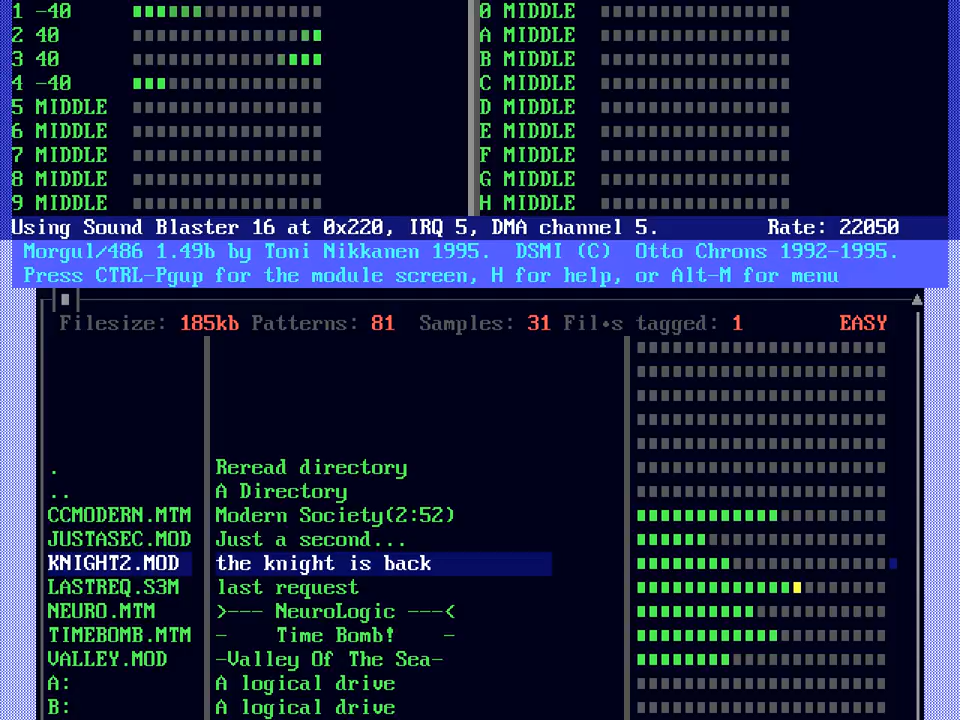 1 -40
2 40
3 40
4 -40
5 MIDDLE
6 MIDDLE
7 MIDDLE
8 MIDDLE
9 MIDDLE
0 MIDDLE
A MIDDLE
B MIDDLE
C MIDDLE
D MIDDLE
E MIDDLE
F MIDDLE
G MIDDLE
H MIDDLE
Using Sound Blaster 16 at 0x220, IRQ 5, DMA channel 5. Rate: 22050
Morgul/486 1.49b by Toni Nikkanen 1995. DSMI (C) Otto Chrons 1992-1995.
Press CTRL-Pgup for the module screen, H for help, or Alt-M for menu
Filesize: 185kb Patterns: 81 Samples: 31 Fil•s tagged: 1 EASY
. Reread directory
.. A Directory
CCMODERN.MTM Modern Society(2:52)
JUSTASEC.MOD Just a second...
KNIGHT2.MOD the knight is back
LASTREQ.S3M last request
NEURO.MTM >--- NeuroLogic ---<
TIMEBOMB.MTM - Time Bomb! -
VALLEY.MOD -Valley Of The Sea-
A: A logical drive
B: A logical drive